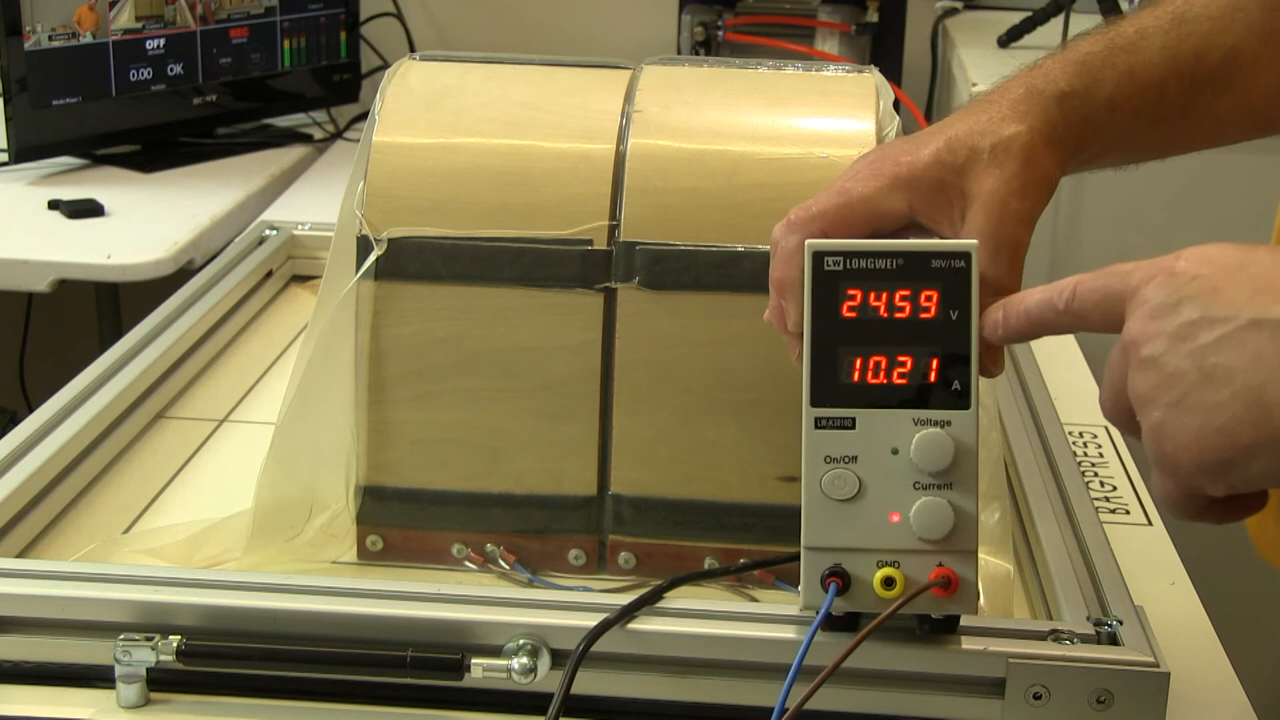 OFF
REC
0.00 OK
SONY
LW LONGWEI® 30V/10A
24.59 V
10.21 A
LW-K3010D
Voltage
On/Off
Current
GND
- +
BAGPRESS